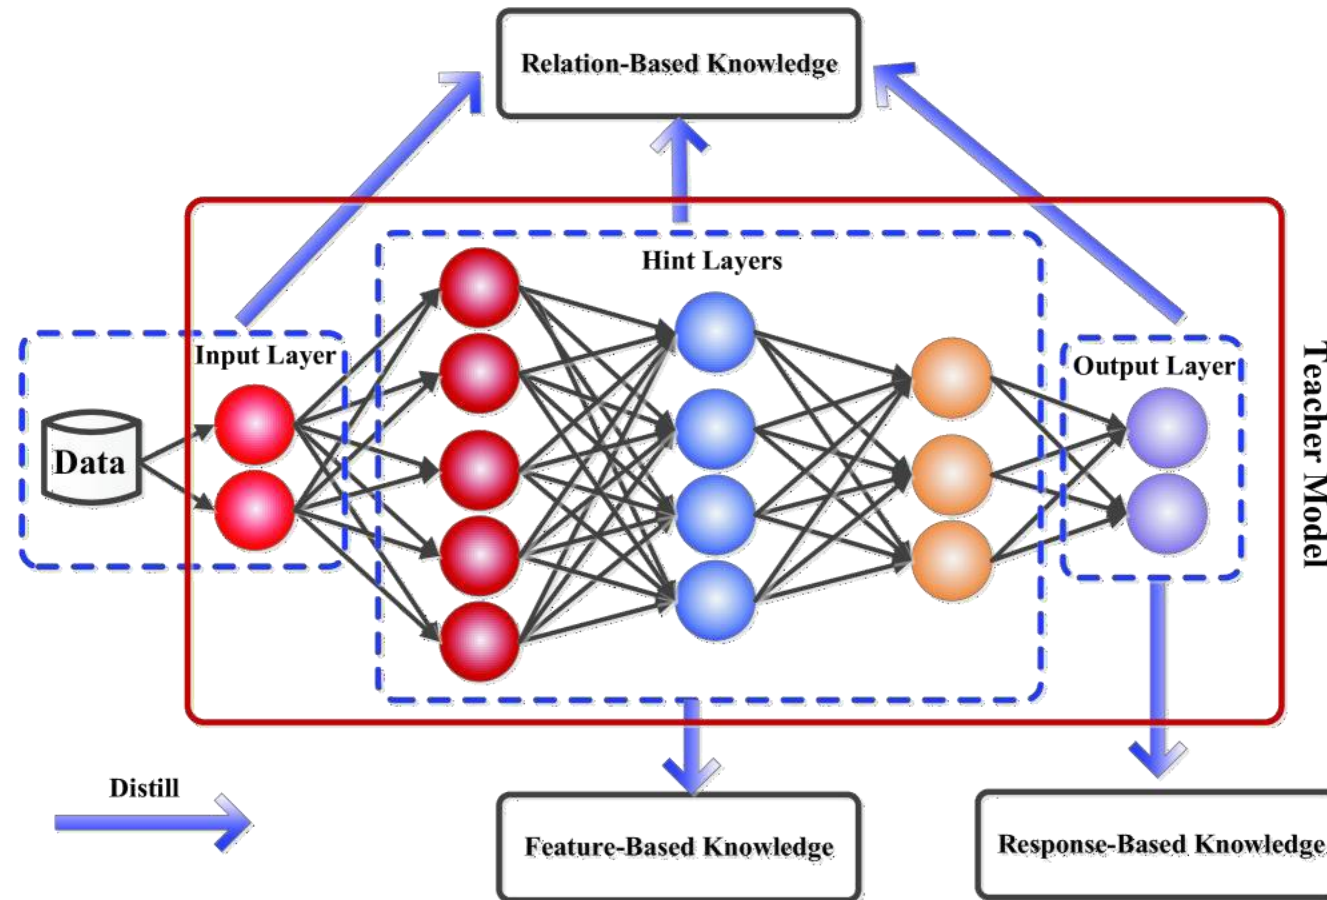 Relation-Based Knowledge
Hint Layers
Input Layer
Output Layer
Data
Teacher Model
Distill
Feature-Based Knowledge
Response-Based Knowledge